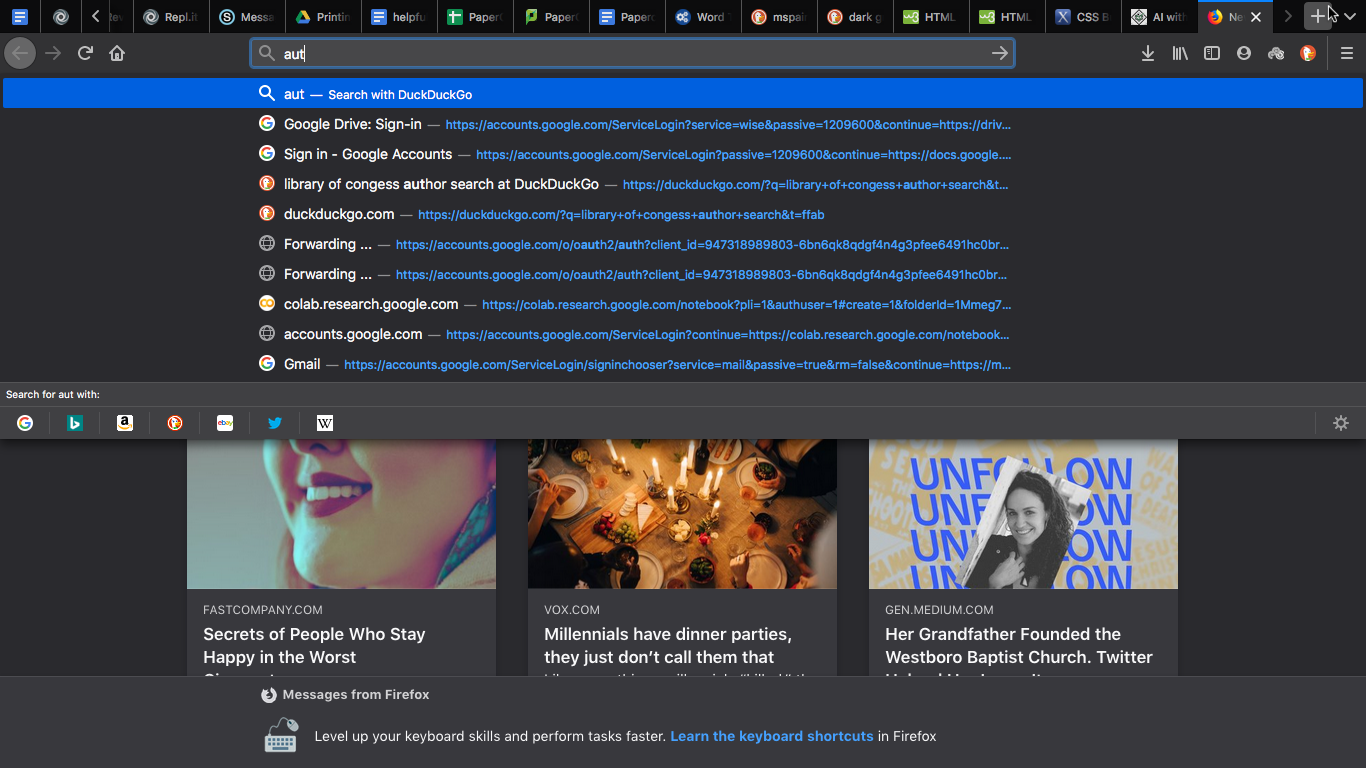 Repl.it
Messa
Printin
helpfu
Paper
Paper
Paperc
Word
mspai
dark g
HTML
HTML
CSS B
AI with
Ne
aut
aut — Search with DuckDuckGo
Google Drive: Sign-in — https://accounts.google.com/ServiceLogin?service=wise&passive=1209600&continue=https://driv...
Sign in - Google Accounts — https://accounts.google.com/ServiceLogin?passive=1209600&continue=https://docs.google....
library of congess author search at DuckDuckGo — https://duckduckgo.com/?q=library+of+congess+author+search&t...
duckduckgo.com — https://duckduckgo.com/?q=library+of+congess+author+search&t=ffab
Forwarding ... — https://accounts.google.com/o/oauth2/auth?client_id=947318989803-6bn6qk8qdgf4n4g3pfee6491hc0br...
Forwarding ... — https://accounts.google.com/o/oauth2/auth?client_id=947318989803-6bn6qk8qdgf4n4g3pfee6491hc0br...
colab.research.google.com — https://colab.research.google.com/notebook?pli=1&authuser=1#create=1&folderId=1Mmeg7...
accounts.google.com — https://accounts.google.com/ServiceLogin?continue=https://colab.research.google.com/notebook...
Gmail — https://accounts.google.com/ServiceLogin/signinchooser?service=mail&passive=true&rm=false&continue=https://m...
Search for aut with:
UNFOLLOW
UNFOLLOW
UNFOLLOW
UNFOLLOW
FASTCOMPANY.COM
Secrets of People Who Stay
Happy in the Worst
VOX.COM
Millennials have dinner parties,
they just don't call them that
GEN.MEDIUM.COM
Her Grandfather Founded the
Westboro Baptist Church. Twitter
Messages from Firefox
Level up your keyboard skills and perform tasks faster. Learn the keyboard shortcuts in Firefox